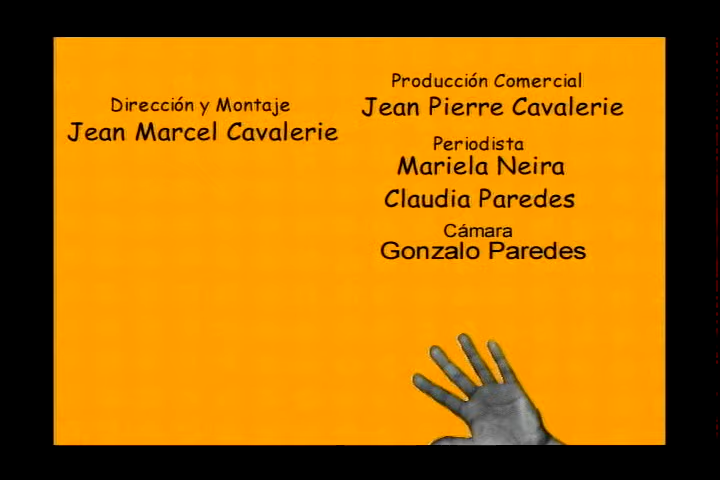 Dirección y Montaje
Jean Marcel Cavalerie
Producción Comercial
Jean Pierre Cavalerie
Periodista
Mariela Neira
Claudia Paredes
Cámara
Gonzalo Paredes